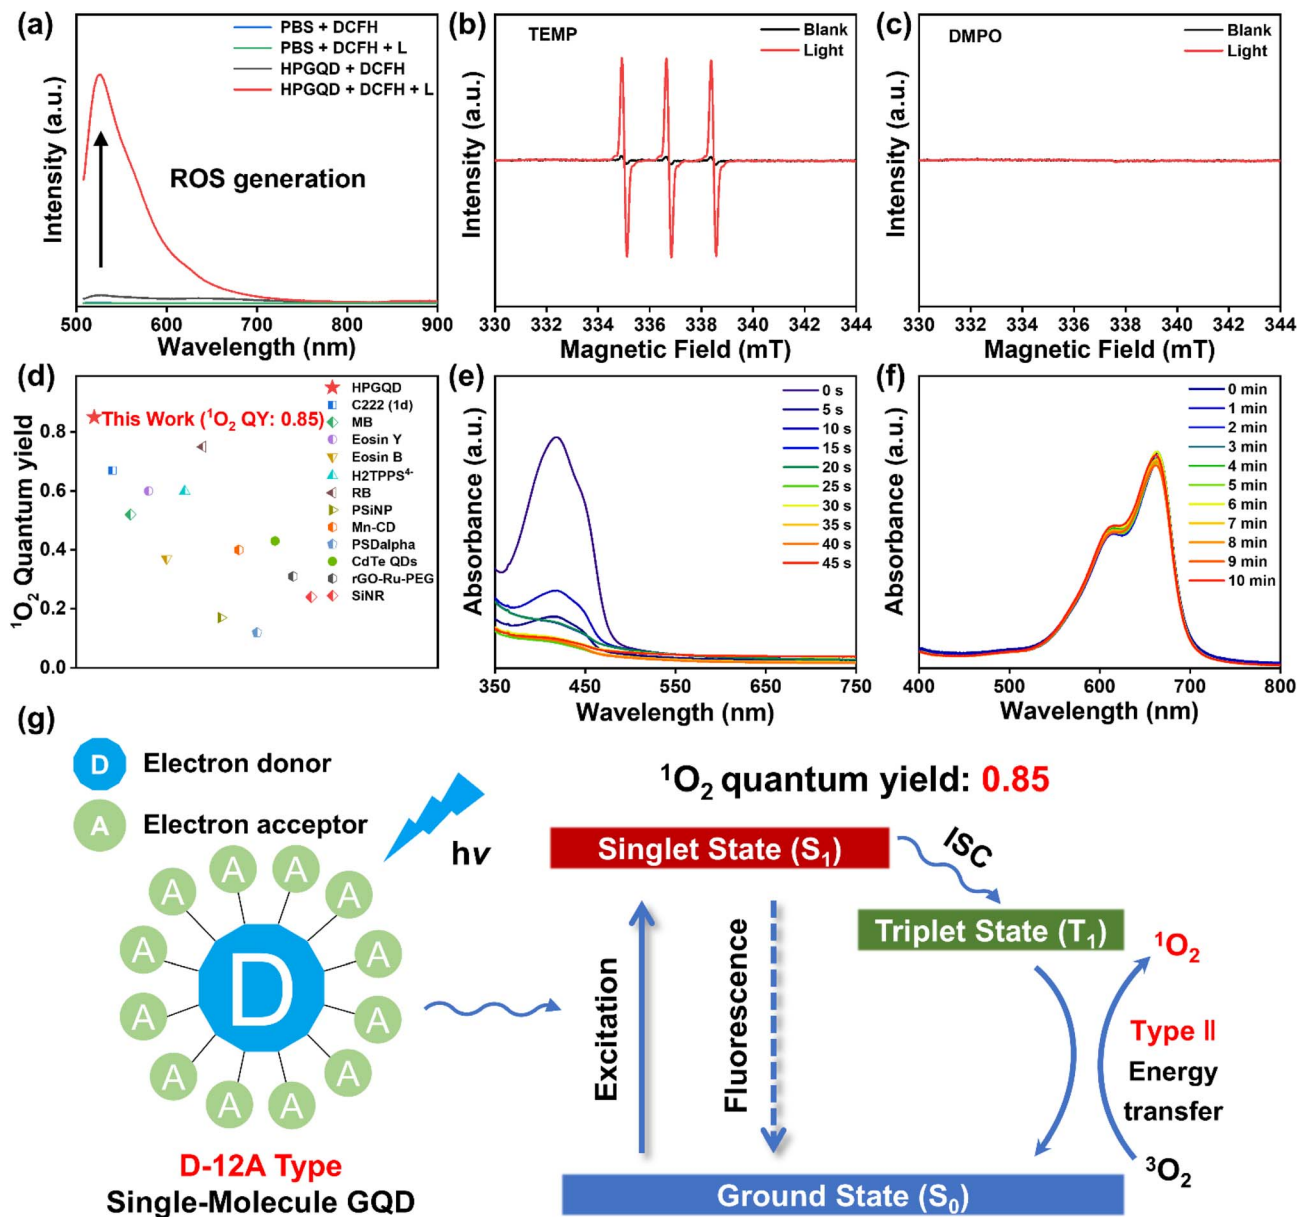 (a)
PBS + DCFH
PBS + DCFH + L
HPGQD + DCFH
HPGQD + DCFH + L
ROS generation
Intensity (a.u.)
500 600 700 800 900
Wavelength (nm)
(b)
TEMP
Blank
Light
Intensity (a.u.)
330 332 334 336 338 340 342 344
Magnetic Field (mT)
(c)
DMPO
Blank
Light
Intensity (a.u.)
330 332 334 336 338 340 342 344
Magnetic Field (mT)
(d)
¹O₂ Quantum yield
0.8
0.6
0.4
0.2
0.0
This Work (¹O₂ QY: 0.85)
HPGQD
C222 (1d)
MB
Eosin Y
Eosin B
H2TPPS⁴⁻
RB
PSiNP
Mn-CD
PSDalpha
CdTe QDs
rGO-Ru-PEG
SiNR
(e)
Absorbance (a.u.)
0 s
5 s
10 s
15 s
20 s
25 s
30 s
35 s
40 s
45 s
350 450 550 650 750
Wavelength (nm)
(f)
Absorbance (a.u.)
0 min
1 min
2 min
3 min
4 min
5 min
6 min
7 min
8 min
9 min
10 min
400 500 600 700 800
Wavelength (nm)
(g)
D Electron donor
A Electron acceptor
hν
A
A
A
A
A
A
A
A
A
A
A
A
D
D-12A Type
Single-Molecule GQD
¹O₂ quantum yield: 0.85
Singlet State (S₁)
ISC
Triplet State (T₁)
Excitation
Fluorescence
¹O₂
Type Ⅱ
Energy
transfer
³O₂
Ground State (S₀)